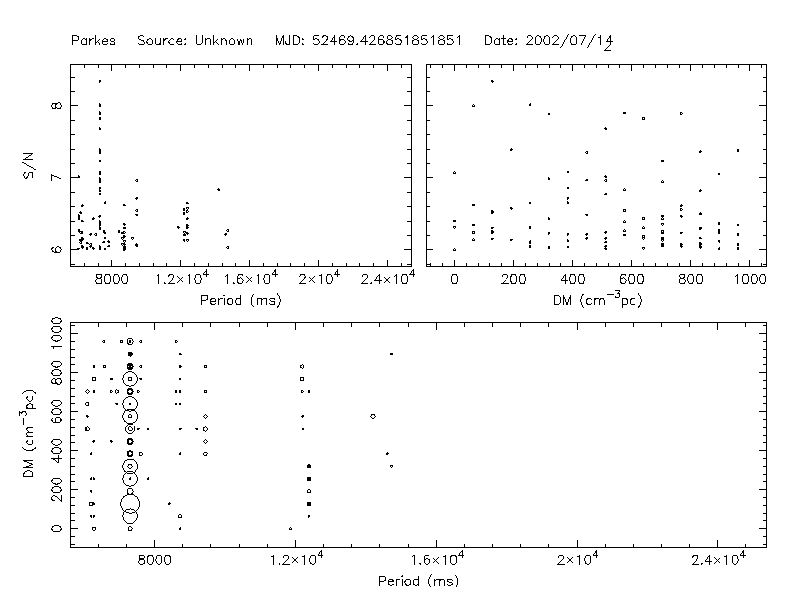 Parkes Source: Unknown MJD: 52469.426851851851 Date: 2002/07/14
2
8
7
6
S/N
8000 1.2×10⁴ 1.6×10⁴ 2×10⁴ 2.4×10⁴
Period (ms)
0 200 400 600 800 1000
DM (cm⁻³pc)
1000
800
600
400
200
0
DM (cm⁻³pc)
8000 1.2×10⁴ 1.6×10⁴ 2×10⁴ 2.4×10⁴
Period (ms)